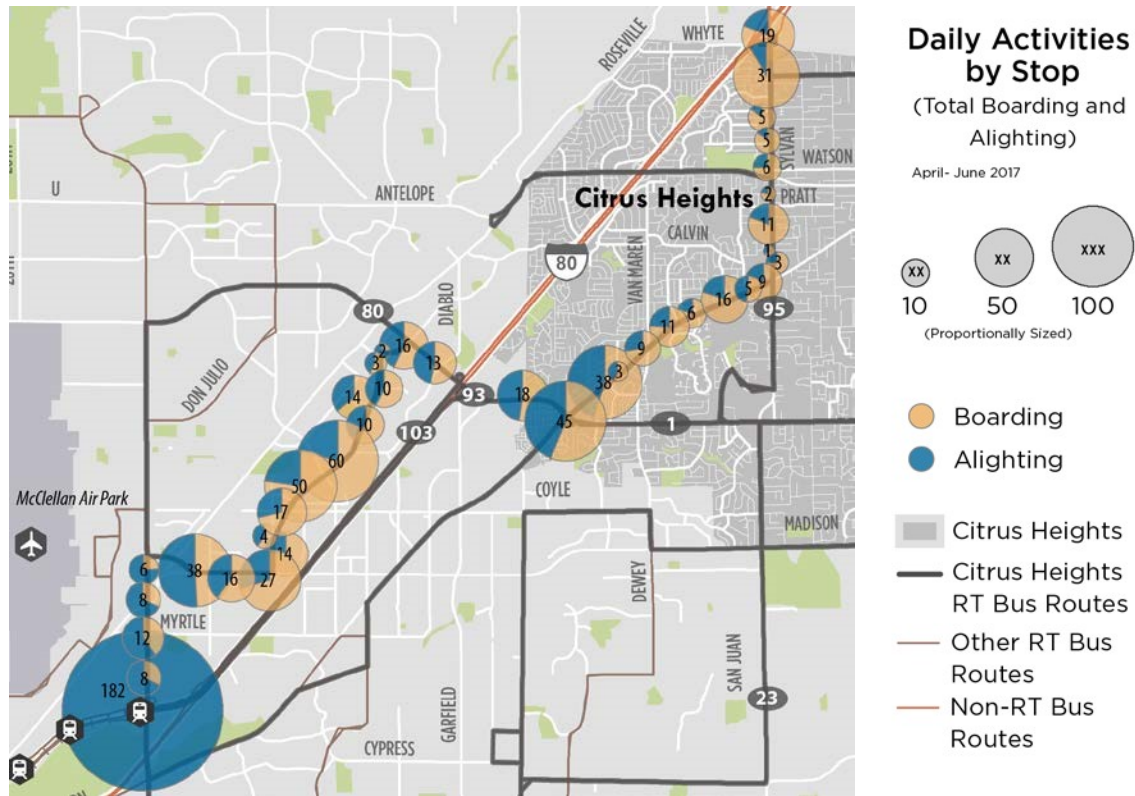 WHYTE
ROSEVILLE
19
31
5
5
SYLVAN
WATSON
6
U
ANTELOPE
Citrus Heights
2
PRATT
11
CALVIN
VAN MAREN
1
3
80
9
5
16
95
DIABLO
80
6
11
16
2
13
3
9
DON JULIO
10
14
93
18
3
38
10
103
45
1
60
COYLE
50
McClellan Air Park
17
MADISON
4
14
6
38
16
27
DEWEY
8
MYRTLE
12
8
182
SAN JUAN
23
GARFIELD
CYPRESS
Daily Activities
by Stop
(Total Boarding and
Alighting)
April- June 2017
xx
xx
xxx
10
50
100
(Proportionally Sized)
Boarding
Alighting
Citrus Heights
Citrus Heights
RT Bus Routes
Other RT Bus
Routes
Non-RT Bus
Routes